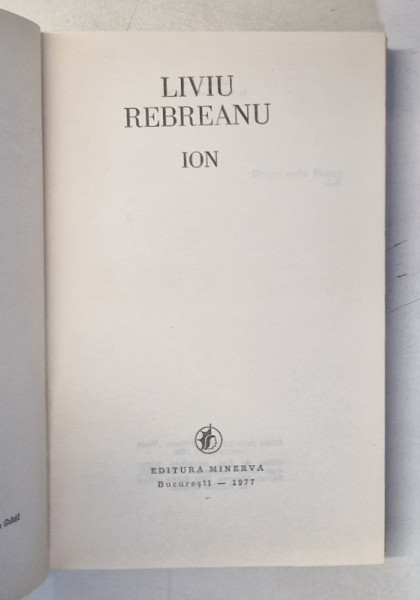 LIVIU
REBREANU
ION
EDITURA MINERVA
București — 1977